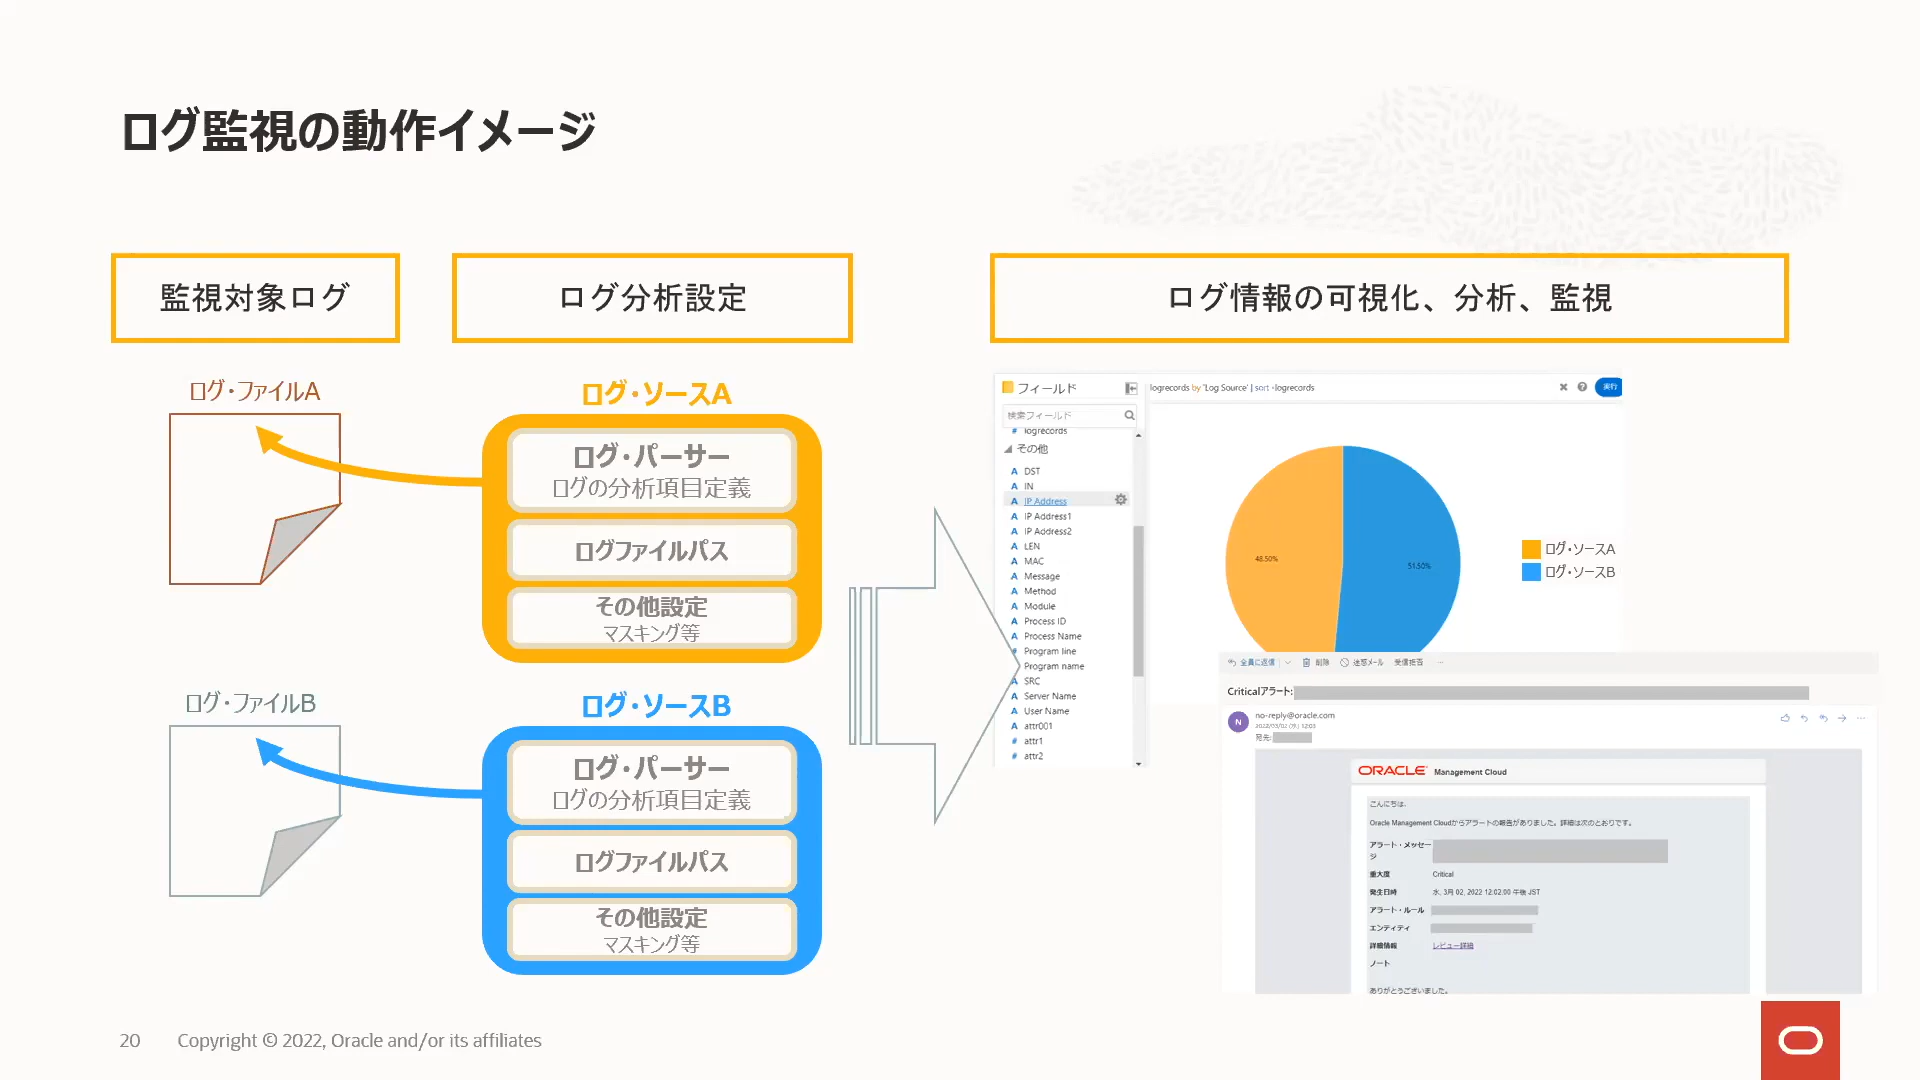 ログ監視の動作イメージ
監視対象ログ
ログ分析設定
ログ情報の可視化、分析、監視
ログ・ファイルA
ログ・ソースA
ログ・パーサー
ログの分析項目定義
ログファイルパス
その他設定
マスキング等
ログ・ファイルB
ログ・ソースB
ログ・パーサー
ログの分析項目定義
ログファイルパス
その他設定
マスキング等
フィールド
検索フィールド
# logrecords
その他
A DST
A IN
A IP Address
A IP Address1
A IP Address2
A LEN
A MAC
A Message
A Method
A Module
A Process ID
A Process Name
# Program line
Program name
A SRC
A Server Name
A User Name
A attr001
# attr1
# attr2
logrecords by 'Log Source' | sort -logrecords
実行
48.50%
51.50%
ログ・ソースA
ログ・ソースB
全員に返信 削除 迷惑メール 受信拒否 ...
Criticalアラート:
N
no-reply@oracle.com
2022/03/02 (水) 12:03
宛先:
ORACLE Management Cloud
こんにちは、
Oracle Management Cloudからアラートの報告がありました。詳細は次のとおりです。
アラート・メッセージ
重大度 Critical
発生日時 水, 3月 02, 2022 12:02:00 午後 JST
アラート・ルール
エンティティ
詳細情報 レビュー詳細
ノート
ありがとうございました。
20 Copyright © 2022, Oracle and/or its affiliates